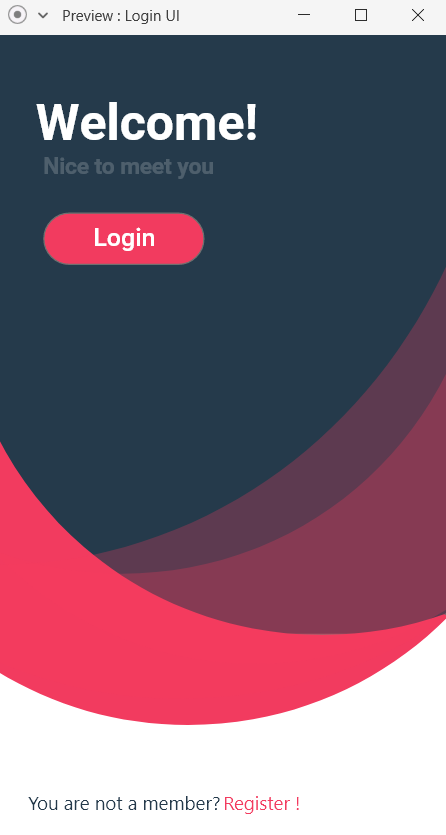 Preview : Login UI
Welcome!
Nice to meet you
Login
You are not a member? Register !